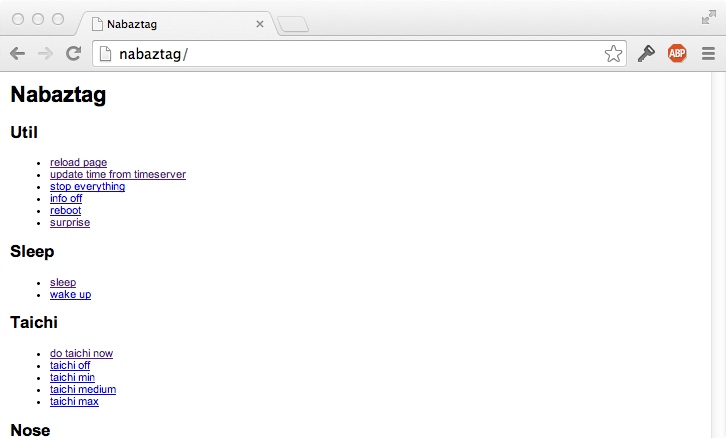 Nabaztag
nabaztag/
ABP
Nabaztag
Util
reload page
update time from timeserver
stop everything
info off
reboot
surprise
Sleep
sleep
wake up
Taichi
do taichi now
taichi off
taichi min
taichi medium
taichi max
Nose